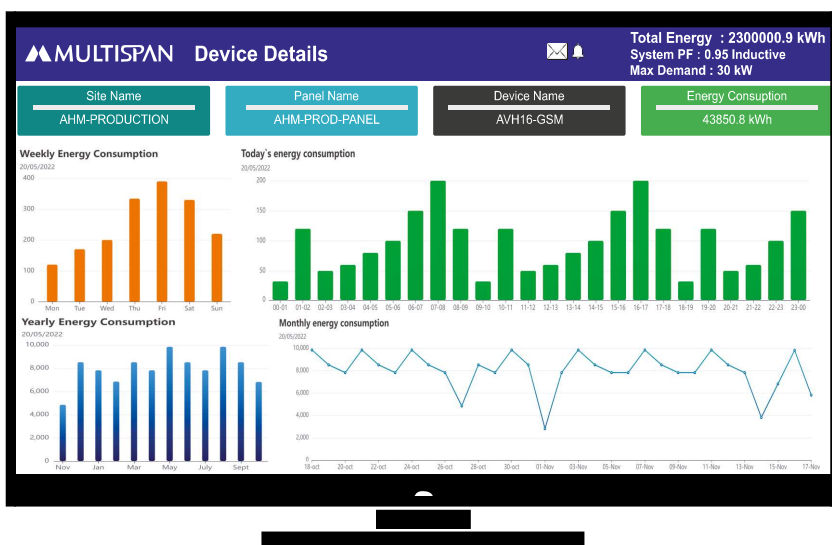 MULTISPAN Device Details
Total Energy : 2300000.9 kWh
System PF : 0.95 Inductive
Max Demand : 30 kW
Site Name
AHM-PRODUCTION
Panel Name
AHM-PROD-PANEL
Device Name
AVH16-GSM
Energy Consuption
43850.8 kWh
Weekly Energy Consumption
20/05/2022
400
300
200
100
0
Mon Tue Wed Thu Fri Sat Sun
Today`s energy consumption
20/05/2022
200
150
100
50
0
00-01 01-02 02-03 03-04 04-05 05-06 06-07 07-08 08-09 09-10 10-11 11-12 12-13 13-14 14-15 15-16 16-17 17-18 18-19 19-20 20-21 21-22 22-23 23-00
Yearly Energy Consumption
20/05/2022
10,000
8,000
6,000
4,000
2,000
0
Nov Jan Mar May July Sept
Monthly energy consumption
20/05/2022
10,000
8,000
6,000
4,000
2,000
0
18-oct 20-oct 22-oct 24-oct 26-oct 28-oct 30-oct 01-Nov 03-Nov 05-Nov 07-Nov 09-Nov 11-Nov 13-Nov 15-Nov 17-Nov